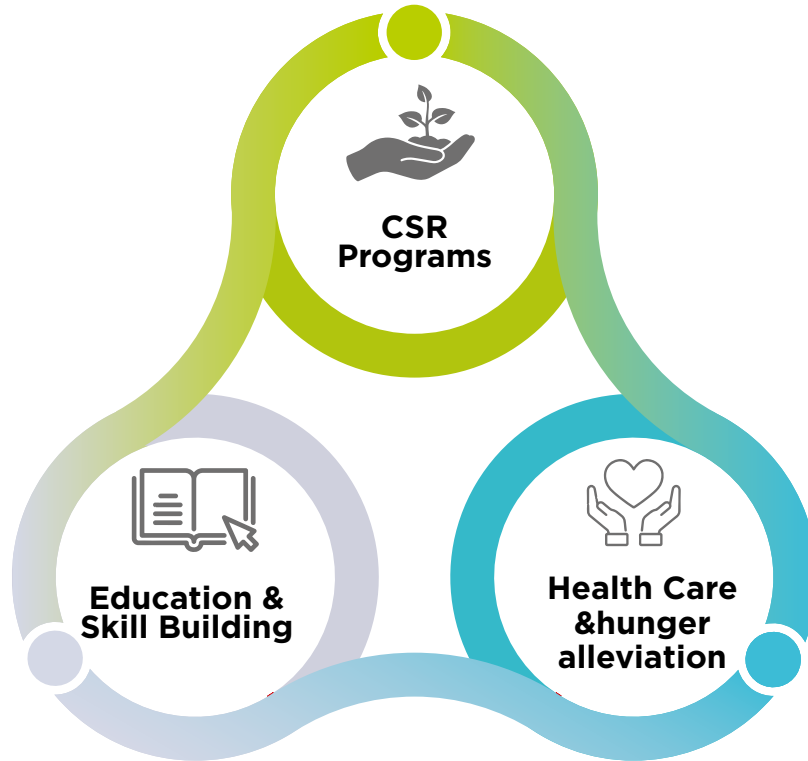 CSR
Programs
Education &
Skill Building
Health Care
&hunger
alleviation